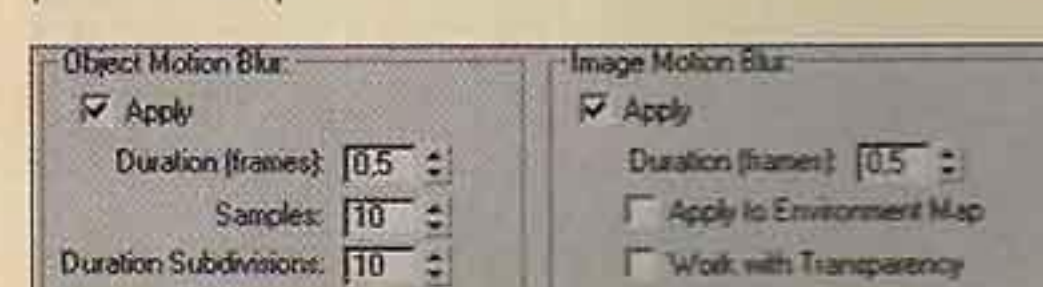 Object Motion Blur:
Apply
Duration (frames): 0,5
Samples: 10
Duration Subdivisions: 10
Image Motion Blur:
Apply
Duration (frames): 0.5
Apply to Environment Map
Work with Transparency